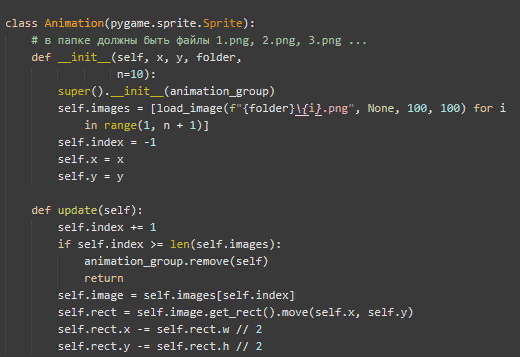 class Animation(pygame.sprite.Sprite):
    # в папке должны быть файлы 1.png, 2.png, 3.png ...
    def __init__(self, x, y, folder,
                 n=10):
        super().__init__(animation_group)
        self.images = [load_image(f"{folder}\{i}.png", None, 100, 100) for i
            in range(1, n + 1)]
        self.index = -1
        self.x = x
        self.y = y

    def update(self):
        self.index += 1
        if self.index >= len(self.images):
            animation_group.remove(self)
            return
        self.image = self.images[self.index]
        self.rect = self.image.get_rect().move(self.x, self.y)
        self.rect.x -= self.rect.w // 2
        self.rect.y -= self.rect.h // 2